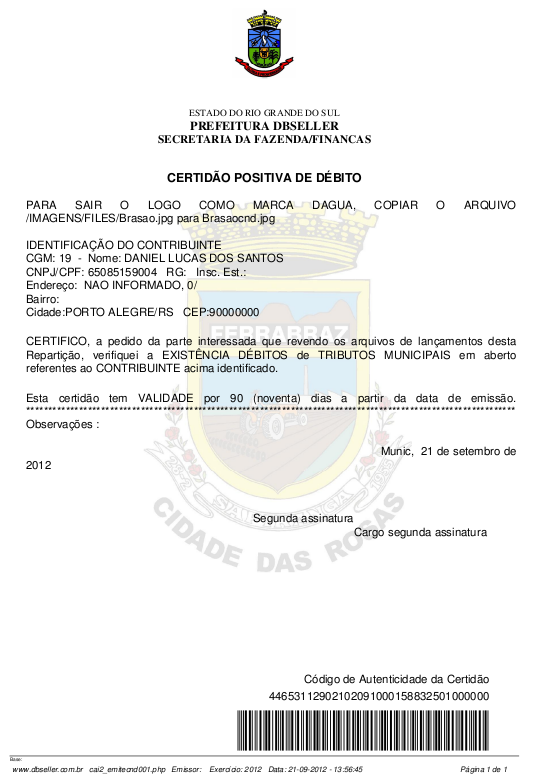 ESTADO DO RIO GRANDE DO SUL
PREFEITURA DBSELLER
SECRETARIA DA FAZENDA/FINANCAS
CERTIDÃO POSITIVA DE DÉBITO
PARA SAIR O LOGO COMO MARCA DAGUA, COPIAR O ARQUIVO
/IMAGENS/FILES/Brasao.jpg para Brasaocnd.jpg
IDENTIFICAÇÃO DO CONTRIBUINTE
CGM: 19 - Nome: DANIEL LUCAS DOS SANTOS
CNPJ/CPF: 65085159004 RG: Insc. Est.:
Endereço: NAO INFORMADO, 0/
Bairro:
Cidade:PORTO ALEGRE/RS CEP:90000000
FERRABRAZ
CERTIFICO, a pedido da parte interessada que revendo os arquivos de lançamentos desta
Repartição, verifiquei a EXISTÊNCIA DÉBITOS de TRIBUTOS MUNICIPAIS em aberto
referentes ao CONTRIBUINTE acima identificado.
Esta certidão tem VALIDADE por 90 (noventa) dias a partir da data de emissão.
****************************************************************************************************************
Observações :
Munic, 21 de setembro de
2012
SAPIRANGA
CIDADE DAS ROSAS
Segunda assinatura
Cargo segunda assinatura
Código de Autenticidade da Certidão
4465311290210209100015883250100​0000
Base:
www.dbseller.com.br cai2_emitecnd001.php Emissor: Exercicio: 2012 Data: 21-09-2012 - 13:56:45 Página 1 de 1